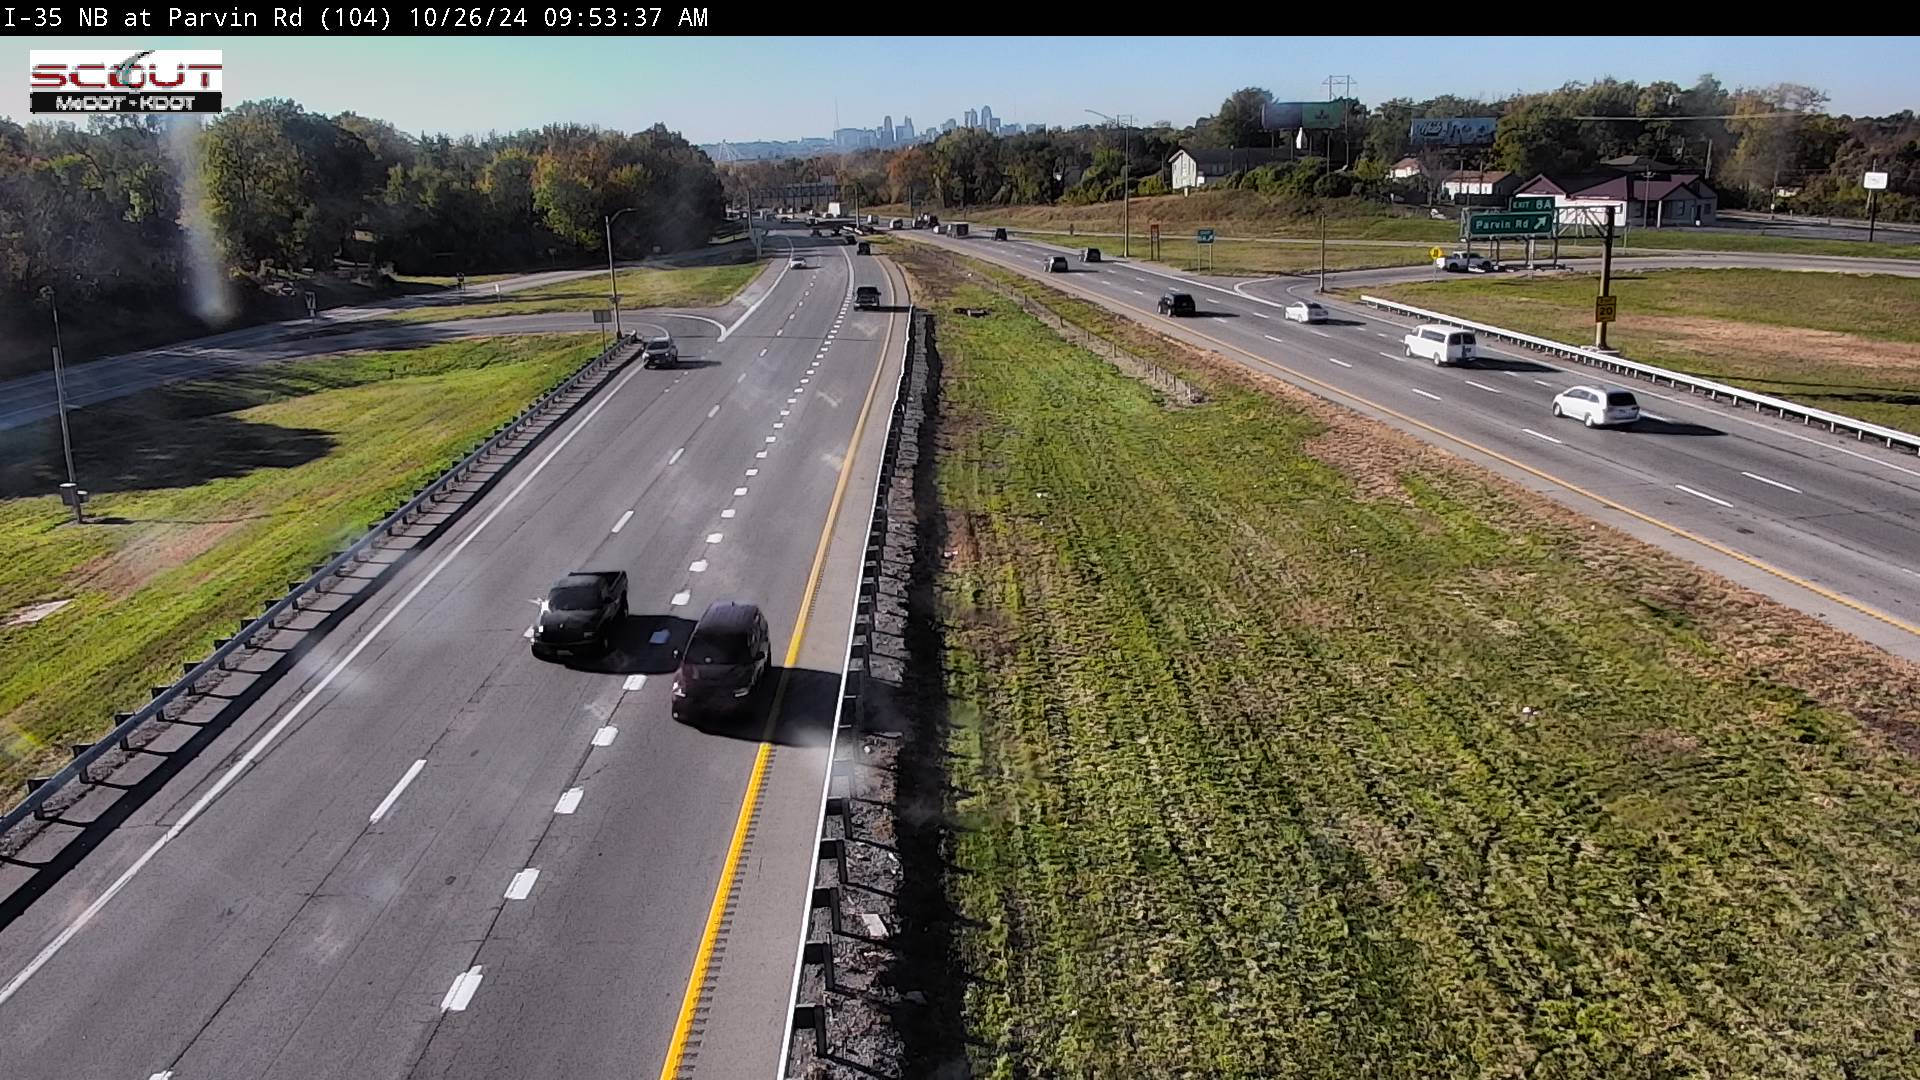 I-35 NB at Parvin Rd (104) 10/26/24 09:53:37 AM
SCOUT
MoDOT - KDOT
EXIT 8A
Parvin Rd
20